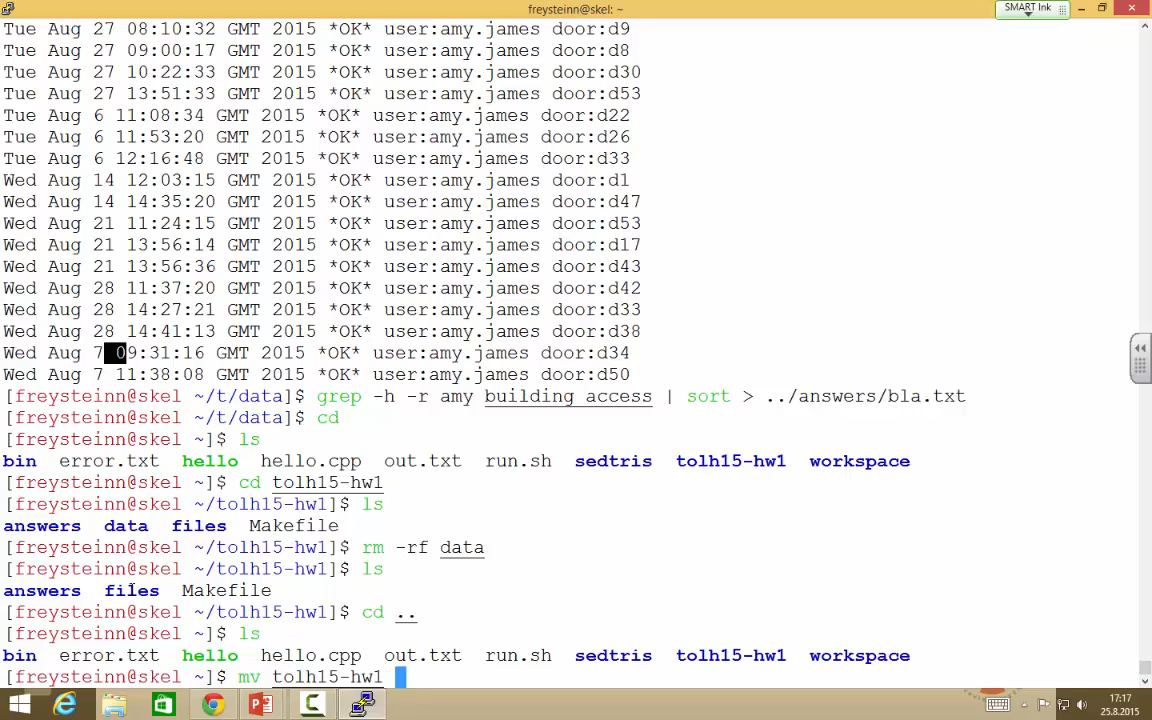 freysteinn@skel: ~
SMART Ink
Tue Aug 27 08:10:32 GMT 2015 *OK* user:amy.james door:d9
Tue Aug 27 09:00:17 GMT 2015 *OK* user:amy.james door:d8
Tue Aug 27 10:22:33 GMT 2015 *OK* user:amy.james door:d30
Tue Aug 27 13:51:33 GMT 2015 *OK* user:amy.james door:d53
Tue Aug 6 11:08:34 GMT 2015 *OK* user:amy.james door:d22
Tue Aug 6 11:53:20 GMT 2015 *OK* user:amy.james door:d26
Tue Aug 6 12:16:48 GMT 2015 *OK* user:amy.james door:d33
Wed Aug 14 12:03:15 GMT 2015 *OK* user:amy.james door:d1
Wed Aug 14 14:35:20 GMT 2015 *OK* user:amy.james door:d47
Wed Aug 21 11:24:15 GMT 2015 *OK* user:amy.james door:d53
Wed Aug 21 13:56:14 GMT 2015 *OK* user:amy.james door:d17
Wed Aug 21 13:56:36 GMT 2015 *OK* user:amy.james door:d43
Wed Aug 28 11:37:20 GMT 2015 *OK* user:amy.james door:d42
Wed Aug 28 14:27:21 GMT 2015 *OK* user:amy.james door:d33
Wed Aug 28 14:41:13 GMT 2015 *OK* user:amy.james door:d38
Wed Aug 7 09:31:16 GMT 2015 *OK* user:amy.james door:d34
Wed Aug 7 11:38:08 GMT 2015 *OK* user:amy.james door:d50
[freysteinn@skel ~/t/data]$ grep -h -r amy building_access | sort > ../answers/bla.txt
[freysteinn@skel ~/t/data]$ cd
[freysteinn@skel ~]$ ls
bin error.txt hello hello.cpp out.txt run.sh sedtris tolh15-hw1 workspace
[freysteinn@skel ~]$ cd tolh15-hw1
[freysteinn@skel ~/tolh15-hw1]$ ls
answers data files Makefile
[freysteinn@skel ~/tolh15-hw1]$ rm -rf data
[freysteinn@skel ~/tolh15-hw1]$ ls
answers files Makefile
[freysteinn@skel ~/tolh15-hw1]$ cd ..
[freysteinn@skel ~]$ ls
bin error.txt hello hello.cpp out.txt run.sh sedtris tolh15-hw1 workspace
[freysteinn@skel ~]$ mv tolh15-hw1
17:17
25.8.2015